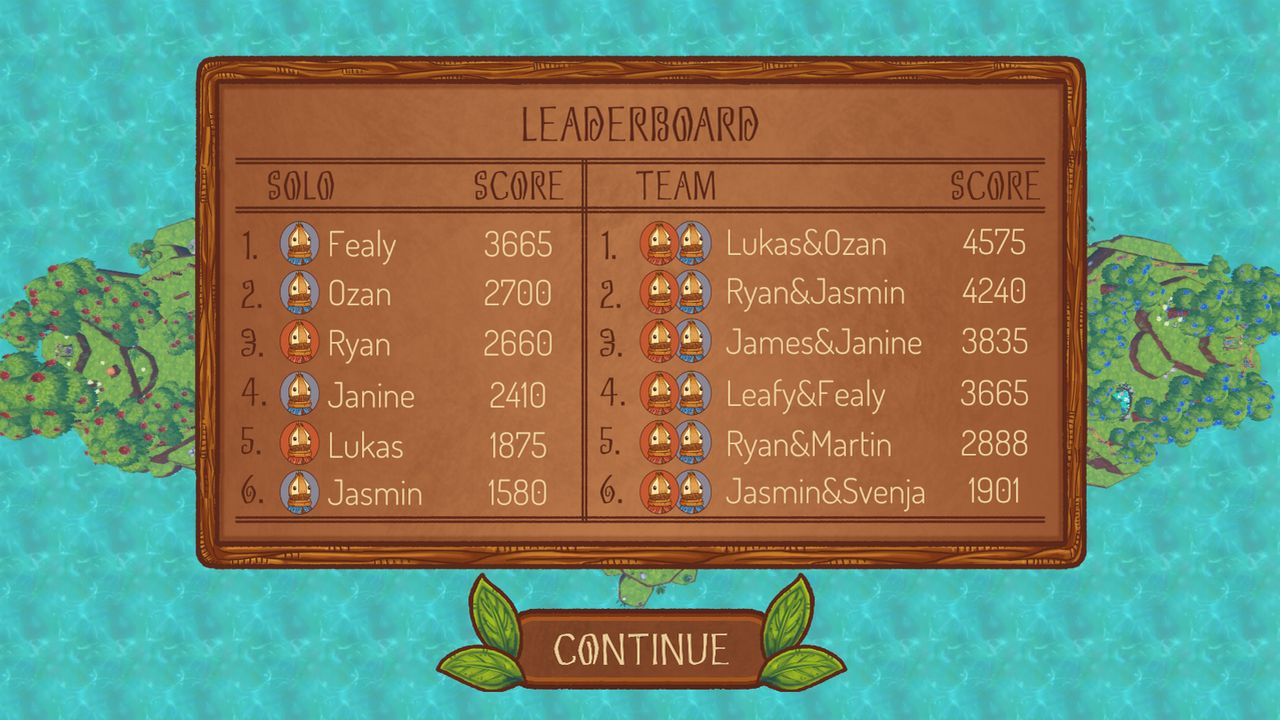 LEADERBOARD
SOLO SCORE TEAM SCORE
1. Fealy 3665 1. Lukas&Ozan 4575
2. Ozan 2700 2. Ryan&Jasmin 4240
3. Ryan 2660 3. James&Janine 3835
4. Janine 2410 4. Leafy&Fealy 3665
5. Lukas 1875 5. Ryan&Martin 2888
6. Jasmin 1580 6. Jasmin&Svenja 1901
CONTINUE